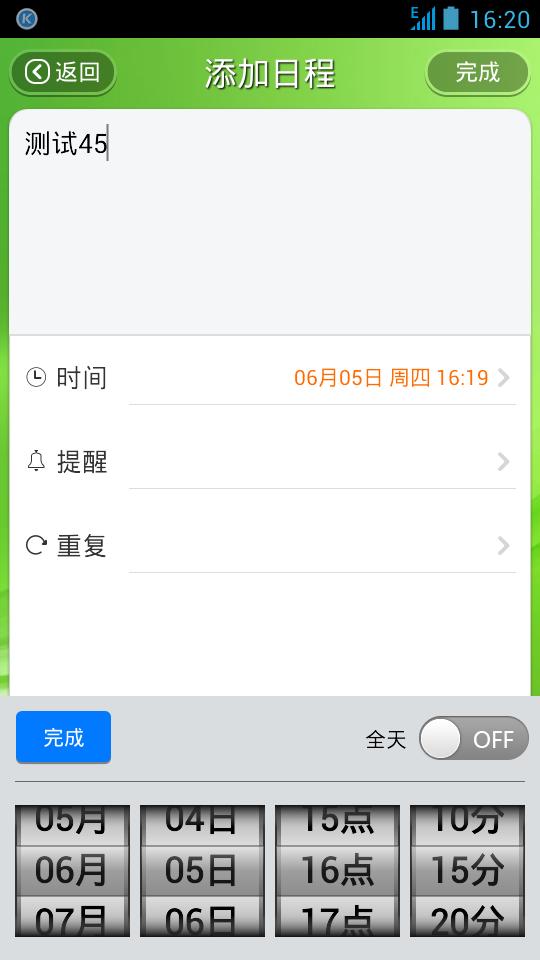 E 16:20
返回 添加日程 完成
测试45
时间 06月05日 周四 16:19
提醒
重复
完成 全天 OFF
05月 04日 15点 10分
06月 05日 16点 15分
07月 06日 17点 20分